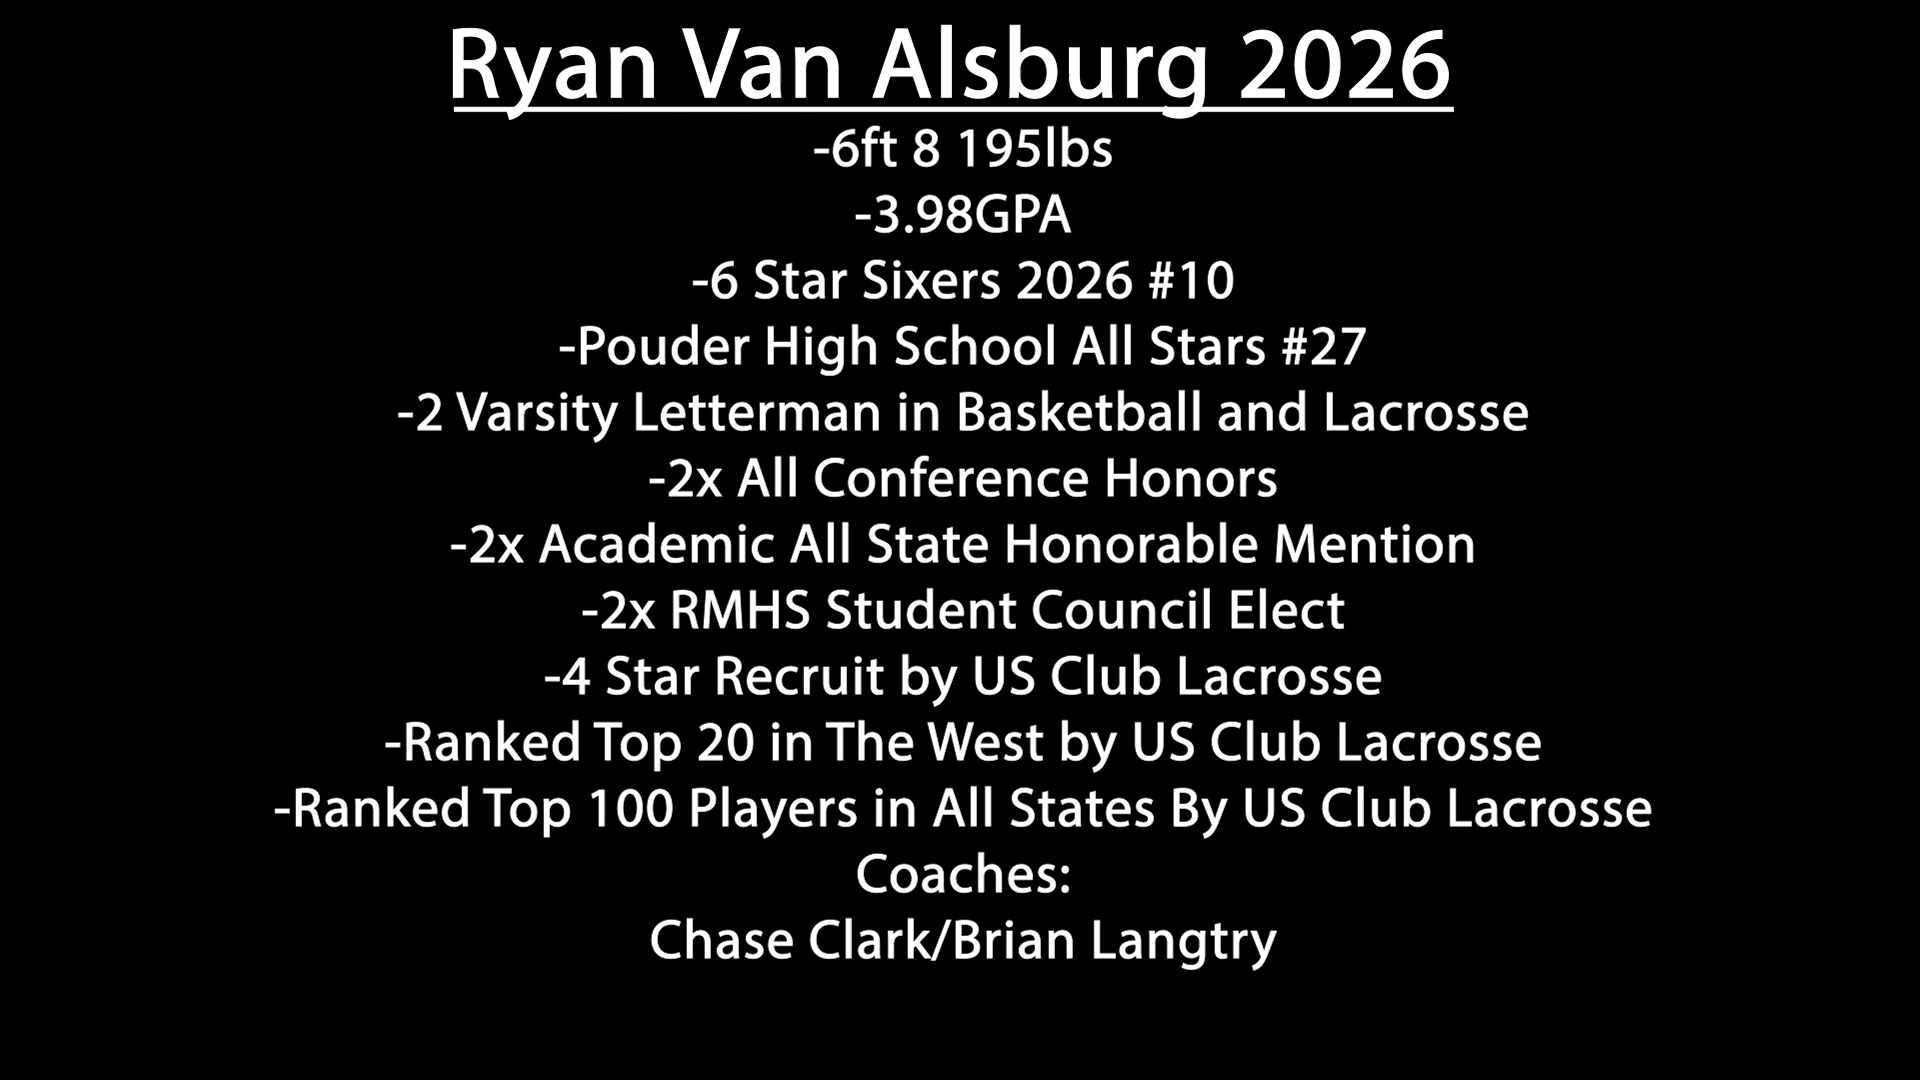 Ryan Van Alsburg 2026
-6ft 8 195lbs
-3.98GPA
-6 Star Sixers 2026 #10
-Pouder High School All Stars #27
-2 Varsity Letterman in Basketball and Lacrosse
-2x All Conference Honors
-2x Academic All State Honorable Mention
-2x RMHS Student Council Elect
-4 Star Recruit by US Club Lacrosse
-Ranked Top 20 in The West by US Club Lacrosse
-Ranked Top 100 Players in All States By US Club Lacrosse
Coaches:
Chase Clark/Brian Langtry